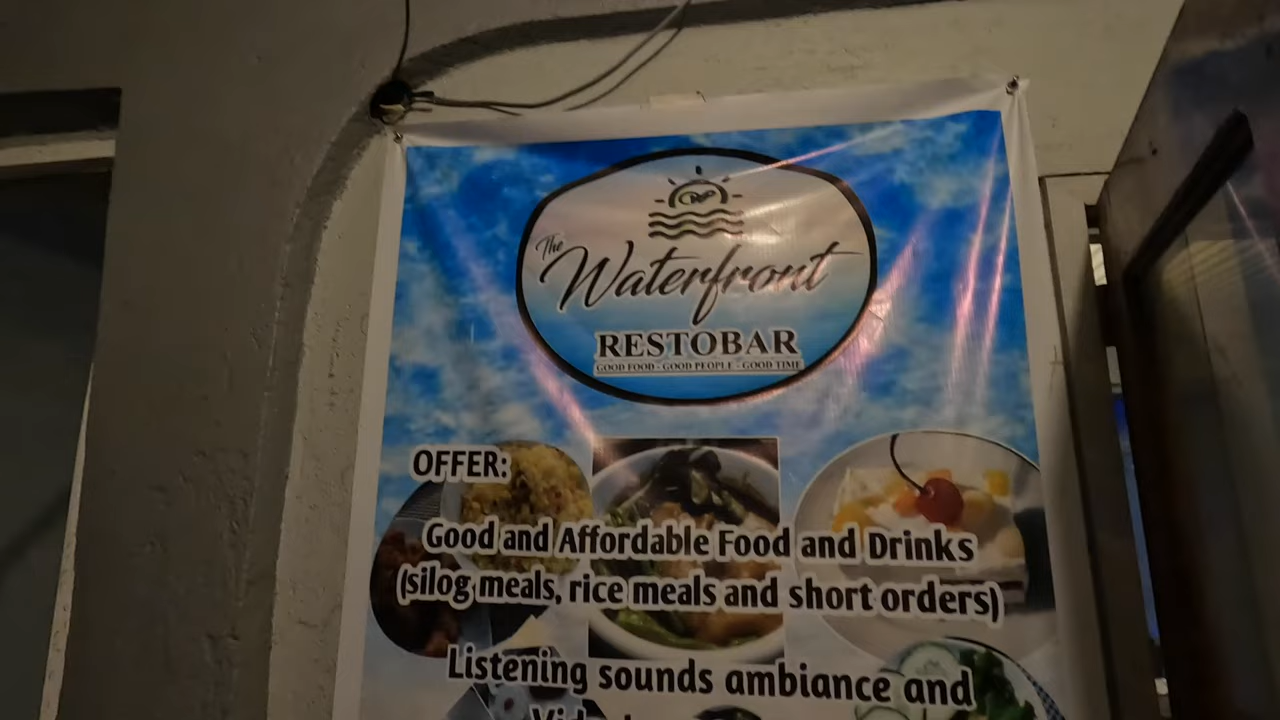 The
Waterfront
RESTOBAR
GOOD FOOD - GOOD PEOPLE - GOOD TIME
OFFER:
Good and Affordable Food and Drinks
(silog meals, rice meals and short orders)
Listening sounds ambiance and